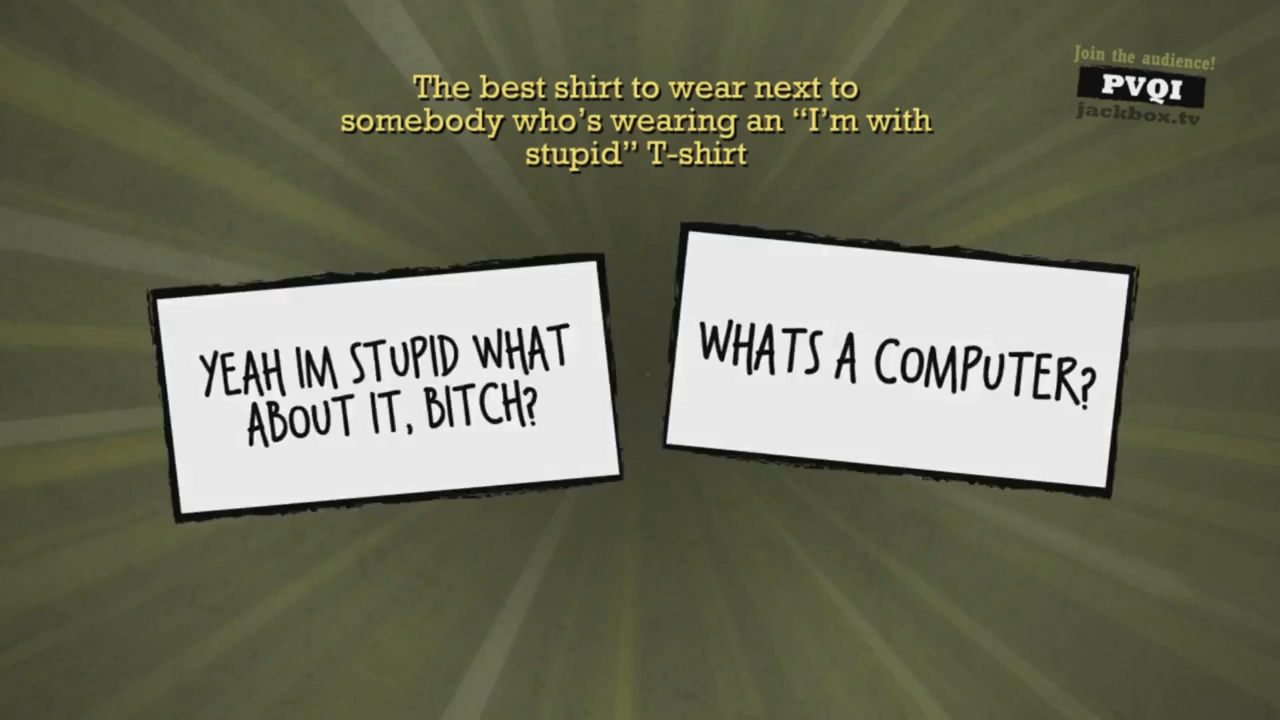 Join the audience!
PVQI
jackbox.tv
The best shirt to wear next to
somebody who's wearing an “I'm with
stupid” T-shirt
YEAH IM STUPID WHAT
ABOUT IT, BITCH?
WHATS A COMPUTER?